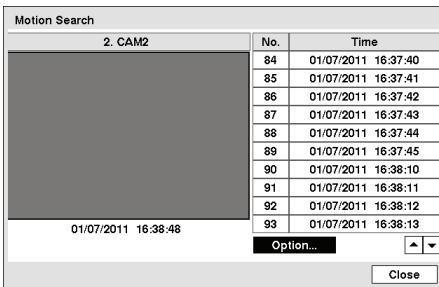 Motion Search
2. CAM2
No. Time
84 01/07/2011 16:37:40
85 01/07/2011 16:37:41
86 01/07/2011 16:37:42
87 01/07/2011 16:37:43
88 01/07/2011 16:37:44
89 01/07/2011 16:37:45
90 01/07/2011 16:38:10
91 01/07/2011 16:38:11
92 01/07/2011 16:38:12
93 01/07/2011 16:38:13
01/07/2011 16:38:48
Option...
Close